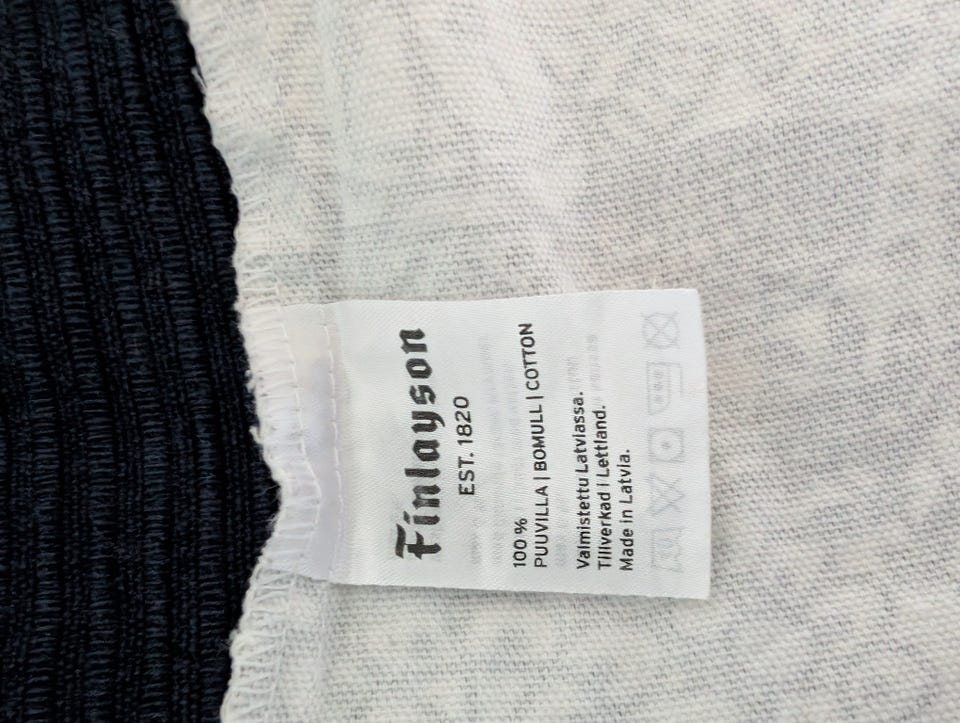 Finlayson
EST. 1820
100 %
PUUVILLA | BOMULL | COTTON
Valmistettu Latviassa.
Tillverkad i Lettland.
Made in Latvia.